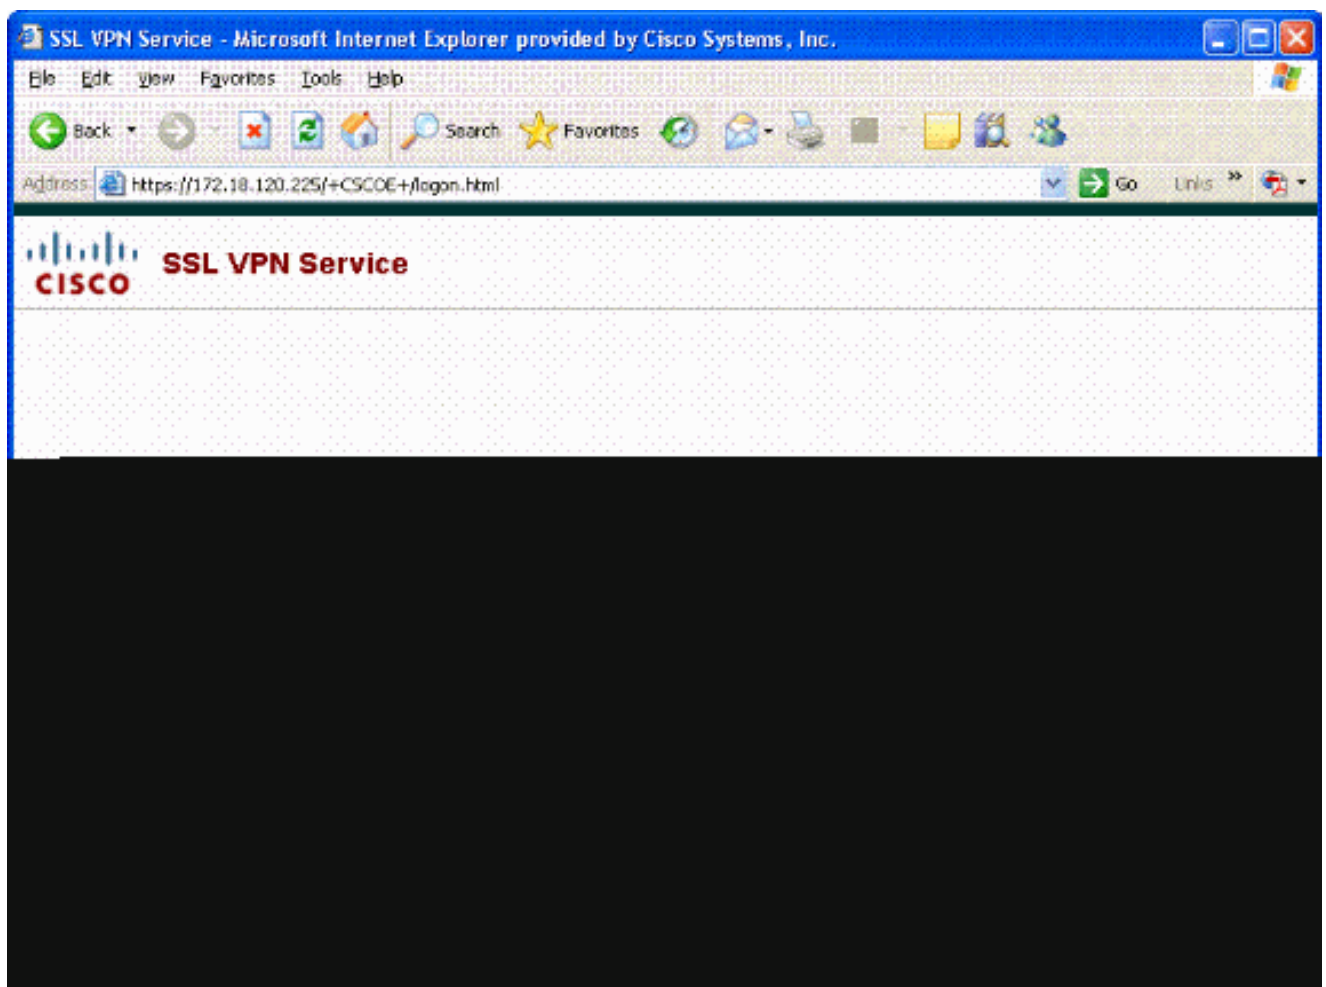 SSL VPN Service - Microsoft Internet Explorer provided by Cisco Systems, Inc.
File Edit View Favorites Tools Help
Back Search Favorites
Address https://172.18.120.225/+CSCOE+/logon.html Go Links »
CISCO SSL VPN Service